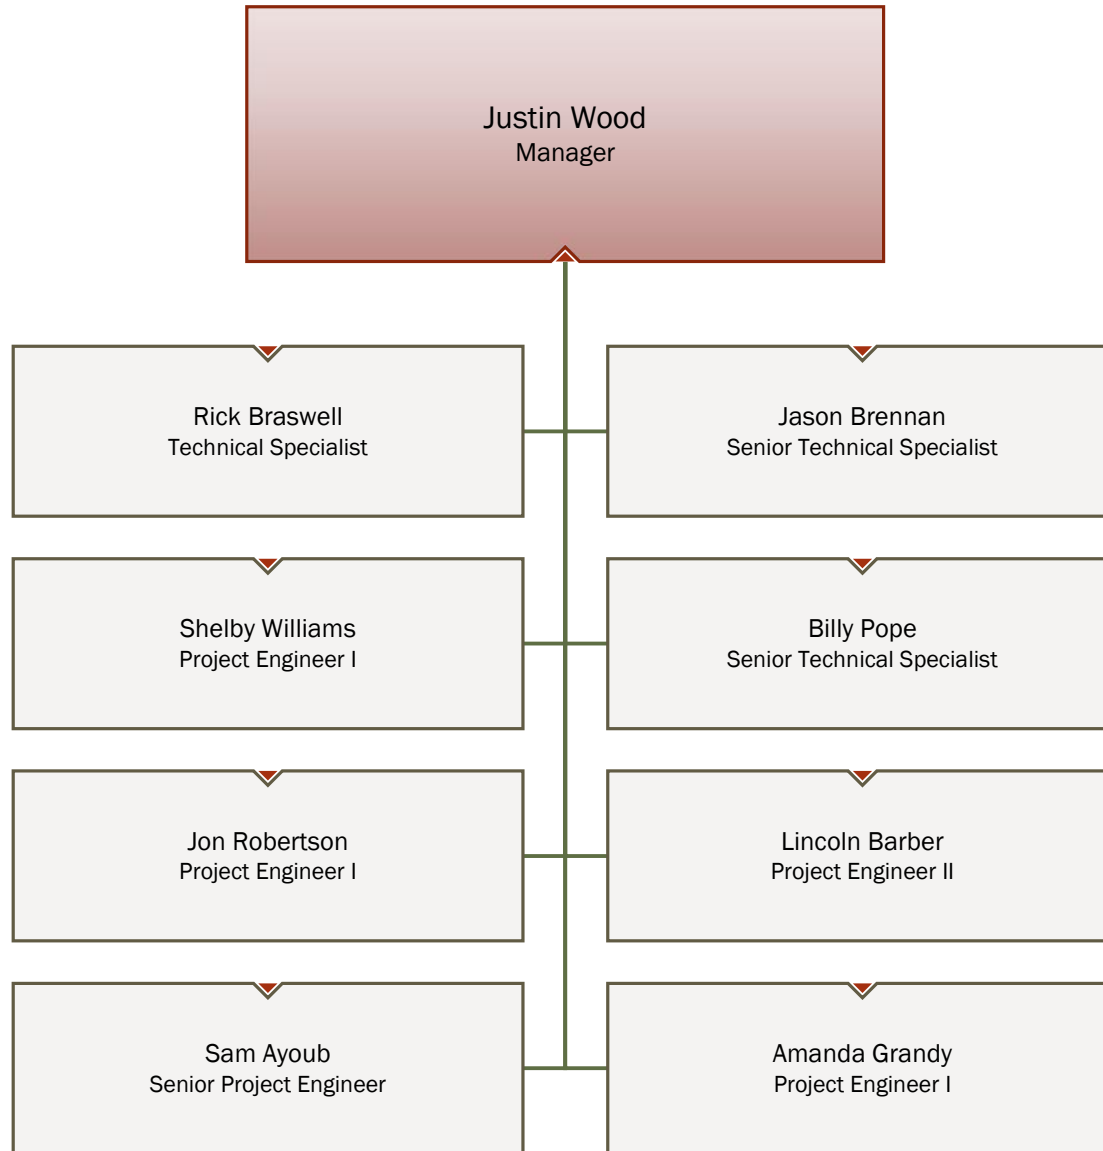 Justin Wood
Manager
Rick Braswell
Technical Specialist
Jason Brennan
Senior Technical Specialist
Shelby Williams
Project Engineer I
Billy Pope
Senior Technical Specialist
Jon Robertson
Project Engineer I
Lincoln Barber
Project Engineer II
Sam Ayoub
Senior Project Engineer
Amanda Grandy
Project Engineer I